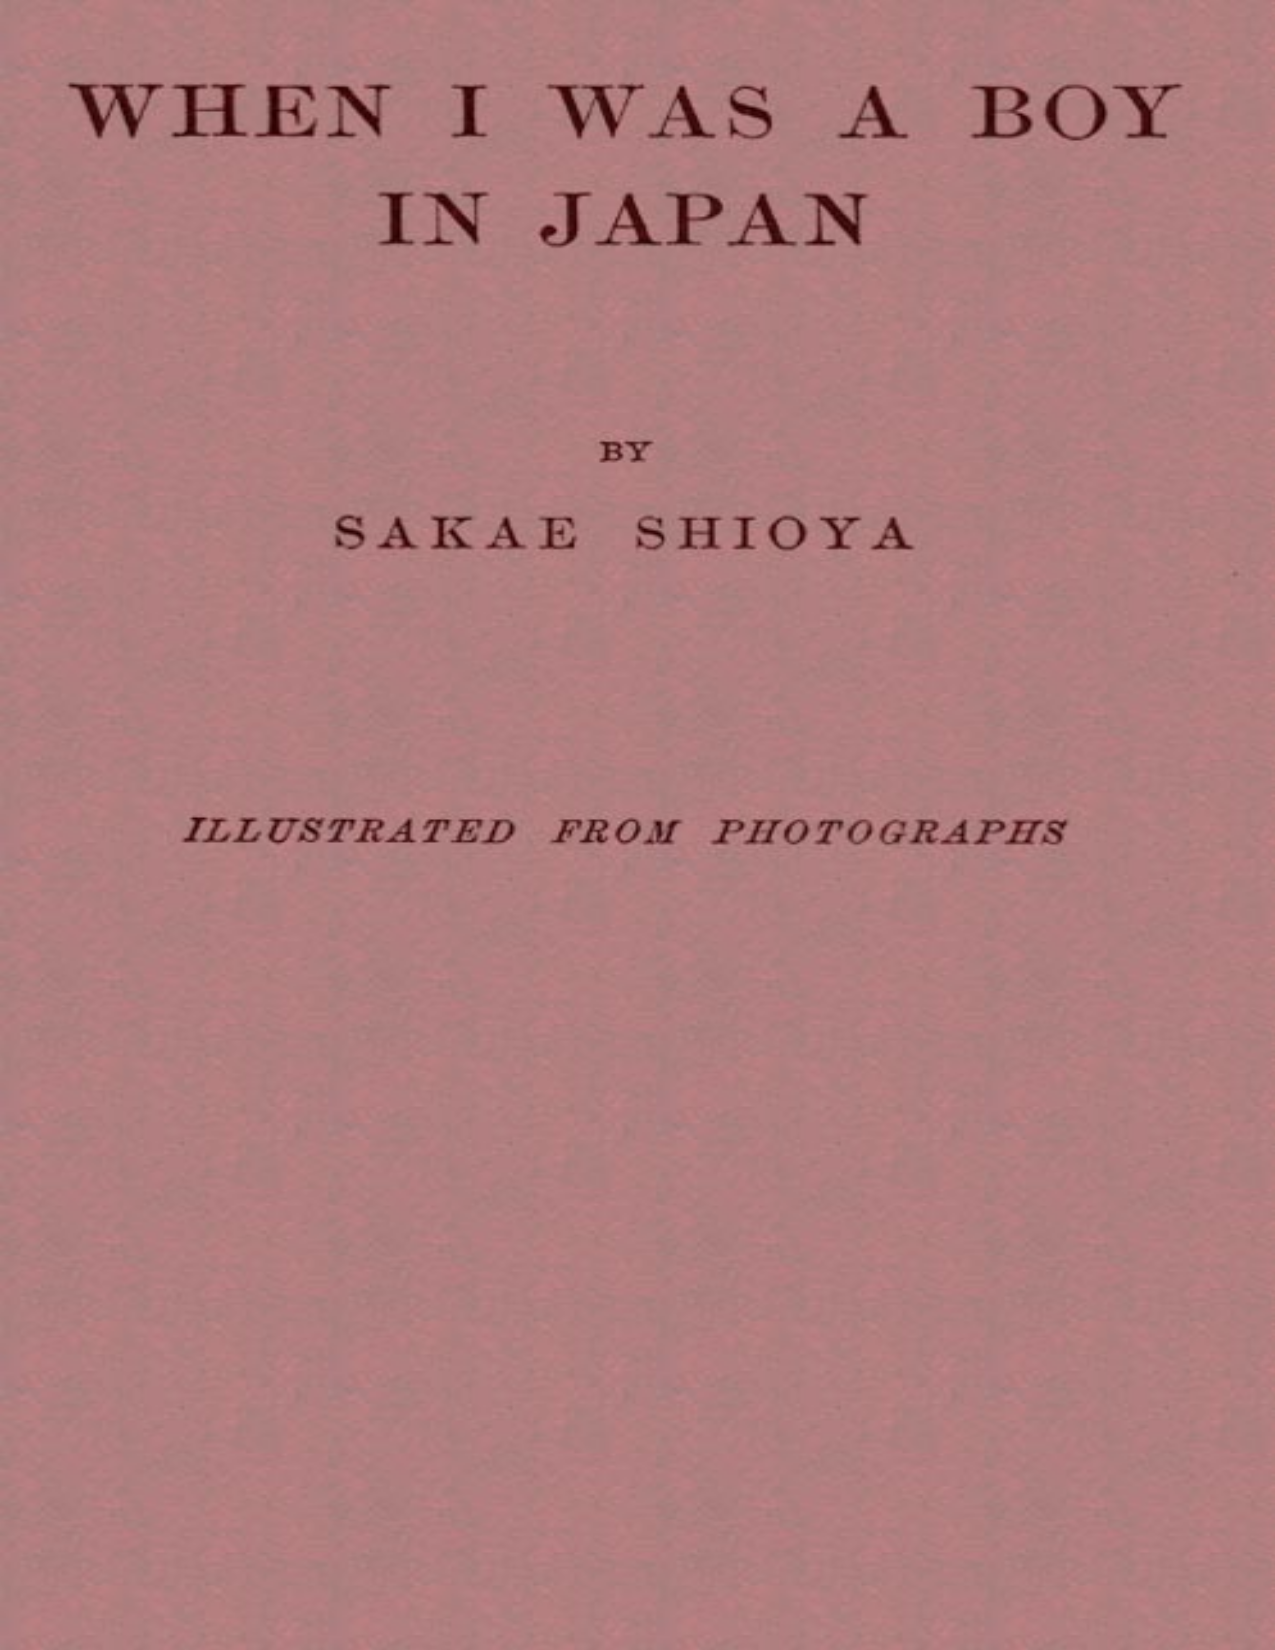 WHEN I WAS A BOY
IN JAPAN
BY
SAKAE SHIOYA
ILLUSTRATED FROM PHOTOGRAPHS